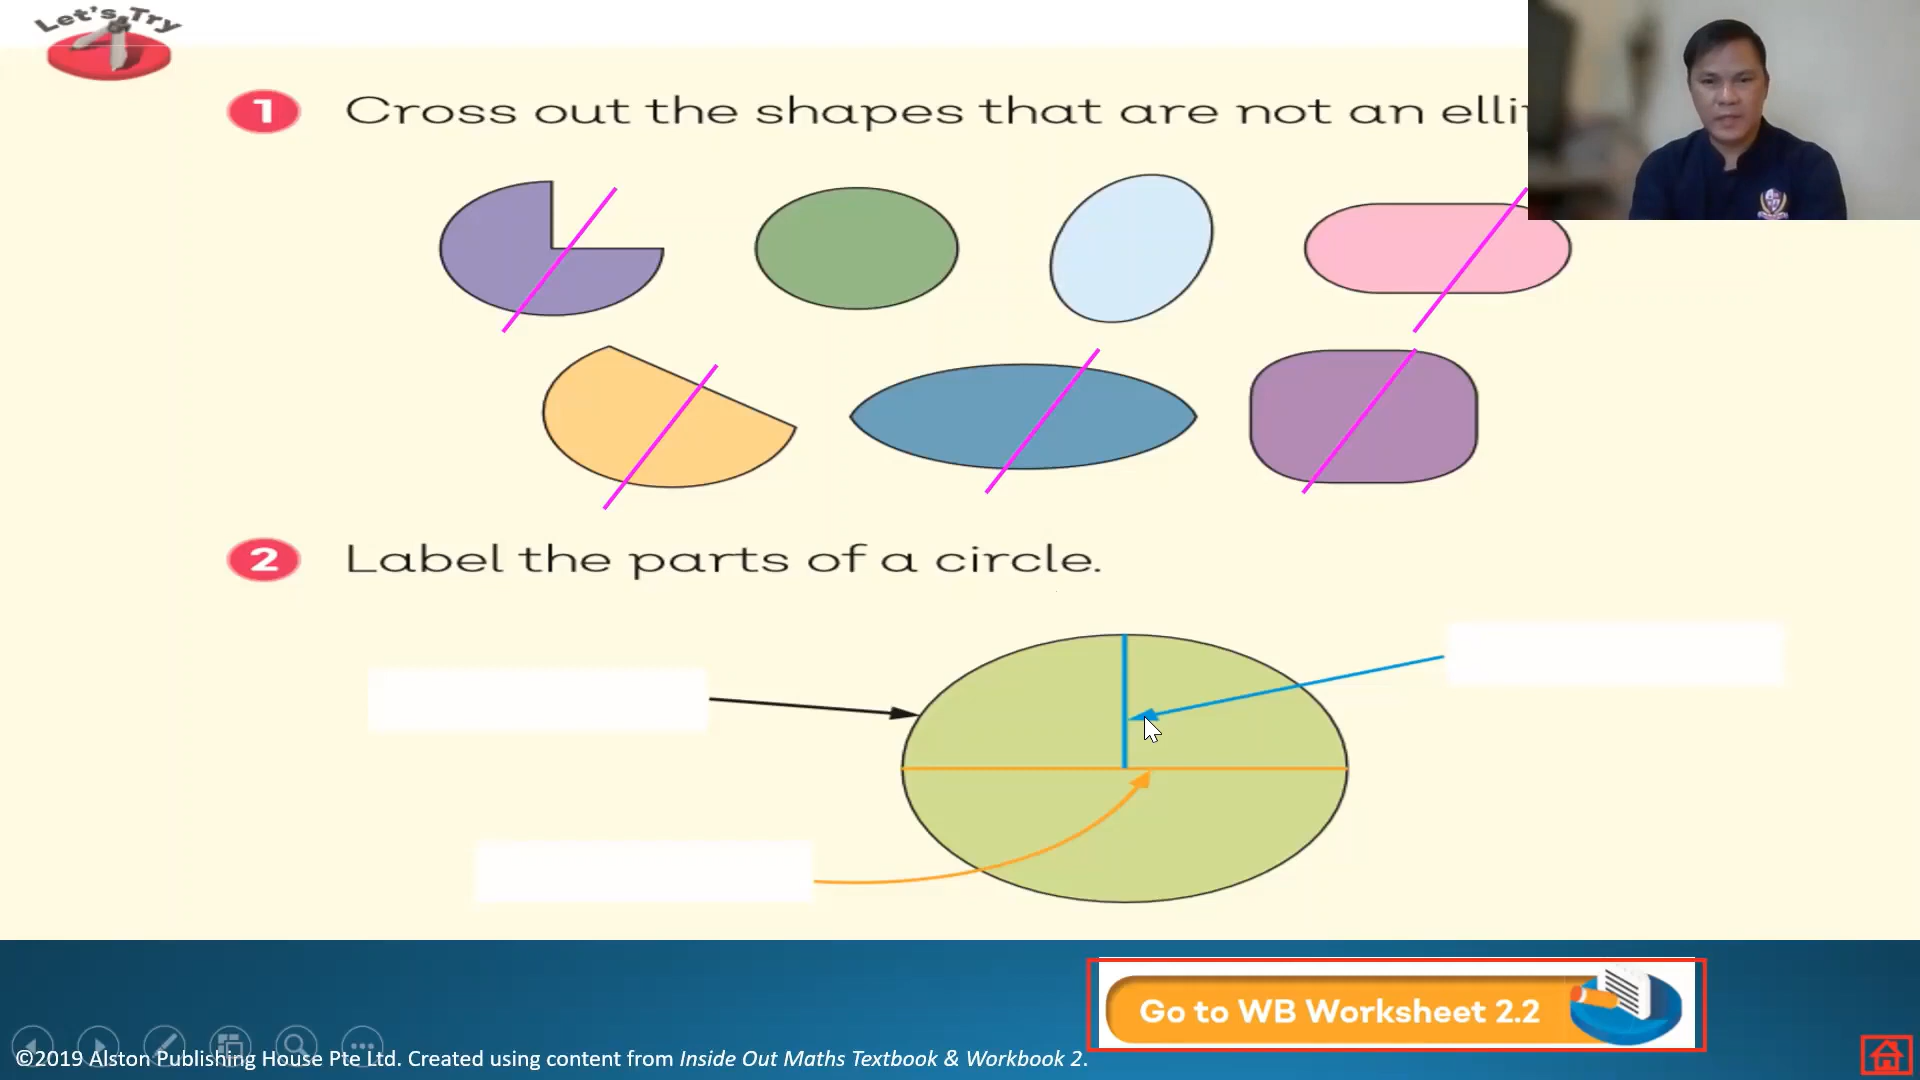 Let's Try
4
1 Cross out the shapes that are not an
2 Label the parts of a circle.
Go to WB Worksheet 2.2
©2019 Alston Publishing House Pte Ltd. Created using content from Inside Out Maths Textbook & Workbook 2.